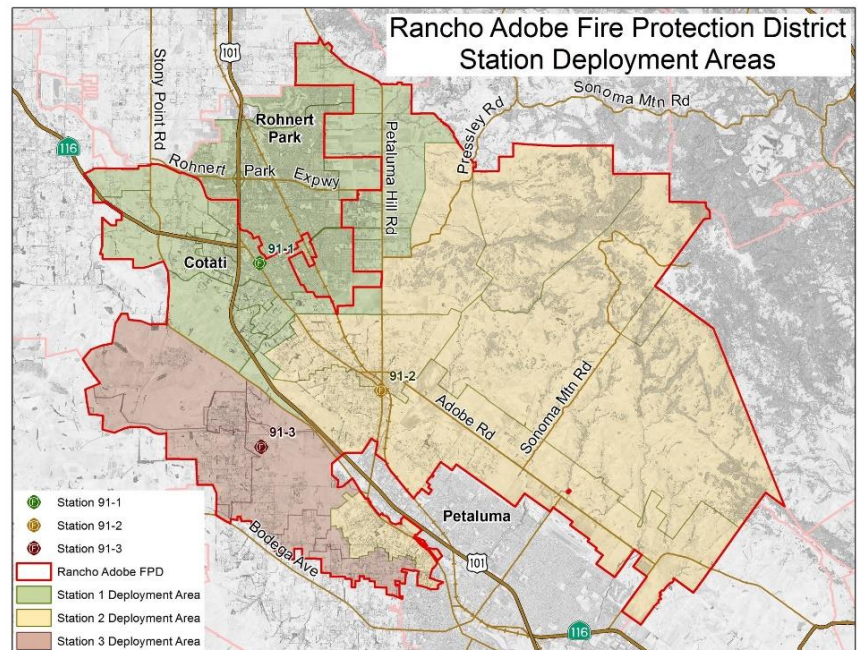 Rancho Adobe Fire Protection District
Station Deployment Areas
101
Stony Point Rd
Sonoma Mtn Rd
Pressley Rd
Rohnert
Park
Petaluma Hill Rd
116
Rohnert Park Expwy
91-1
Cotati
91-2
Adobe Rd
Sonoma Mtn Rd
91-3
Petaluma
Bodega Ave
101
116
F Station 91-1
F Station 91-2
F Station 91-3
Rancho Adobe FPD
Station 1 Deployment Area
Station 2 Deployment Area
Station 3 Deployment Area